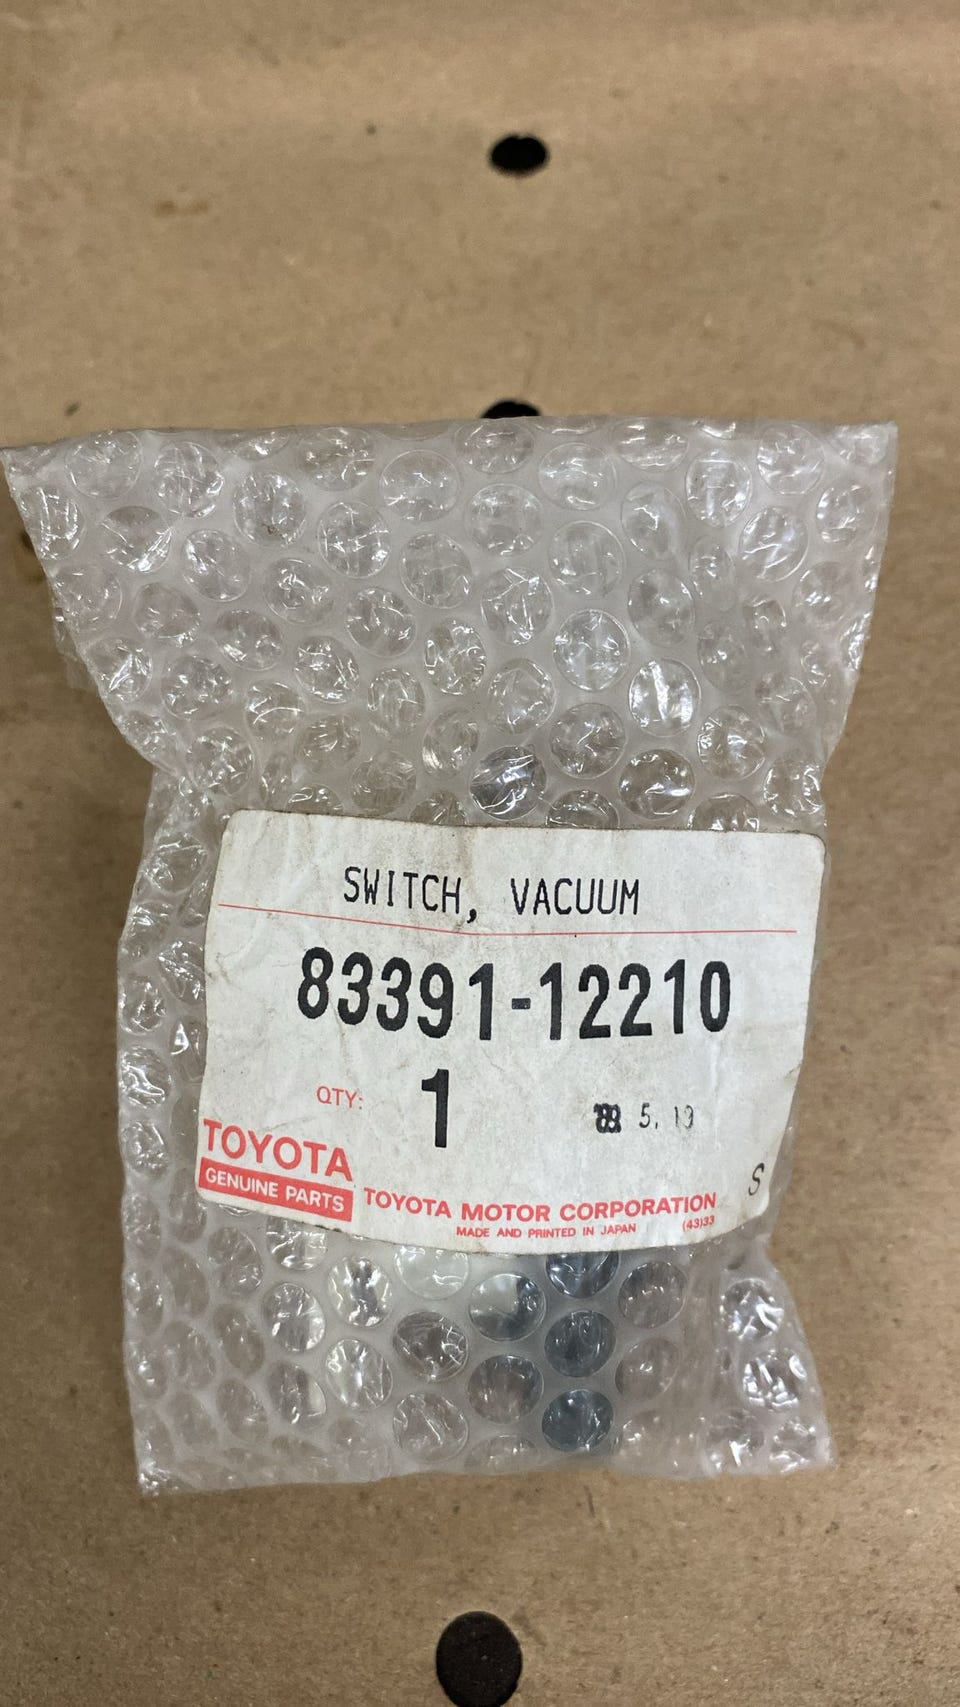 SWITCH, VACUUM
83391-12210
QTY: 1
5. 19
TOYOTA
GENUINE PARTS
TOYOTA MOTOR CORPORATION
MADE AND PRINTED IN JAPAN (43)33
S